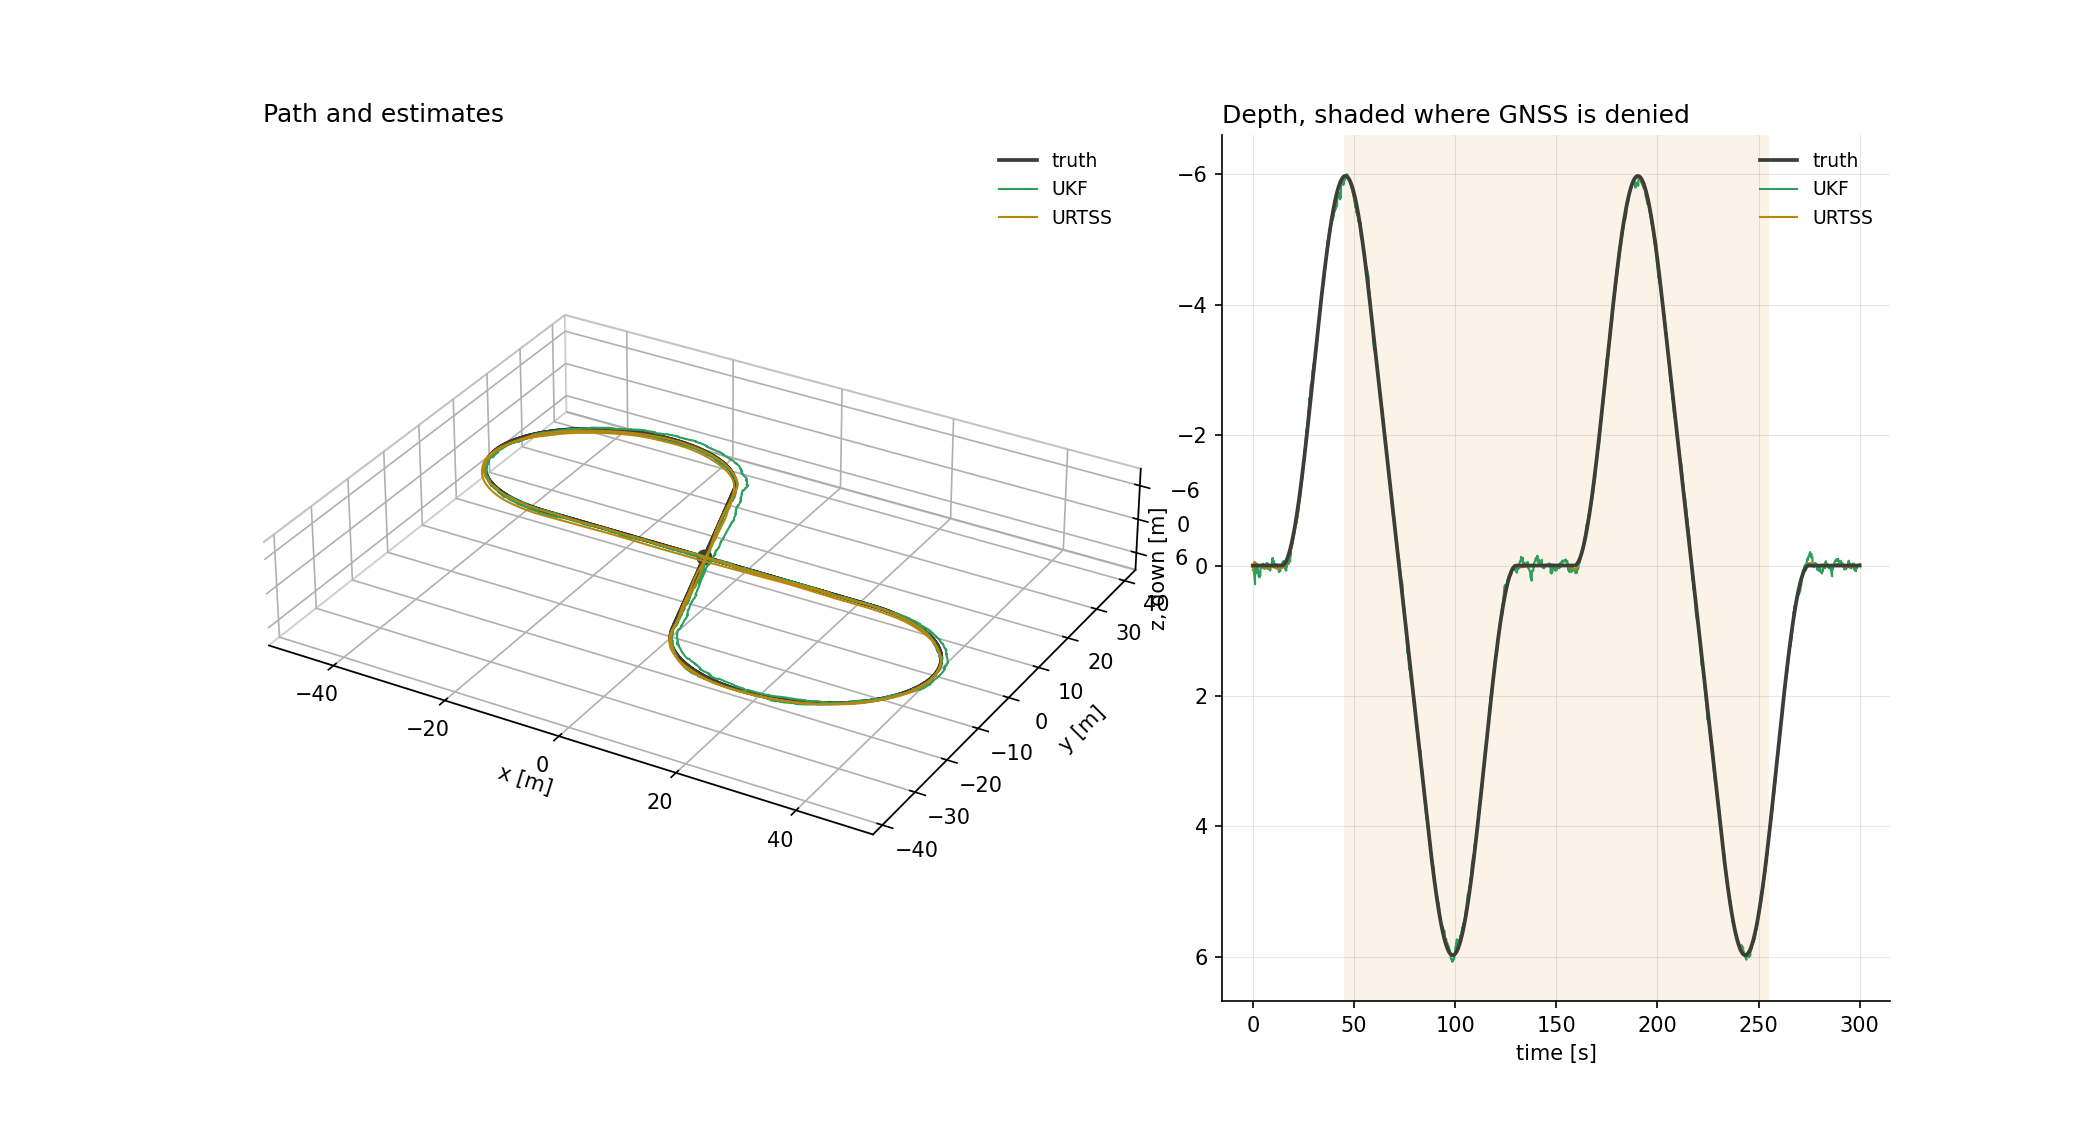 Path and estimates
truth
UKF
URTSS
−40
−20
0
20
40
x [m]
−40
−30
−20
−10
0
10
20
30
40
y [m]
−6
0
6
z, down [m]
Depth, shaded where GNSS is denied
truth
UKF
URTSS
−6
−4
−2
0
2
4
6
0
50
100
150
200
250
300
time [s]